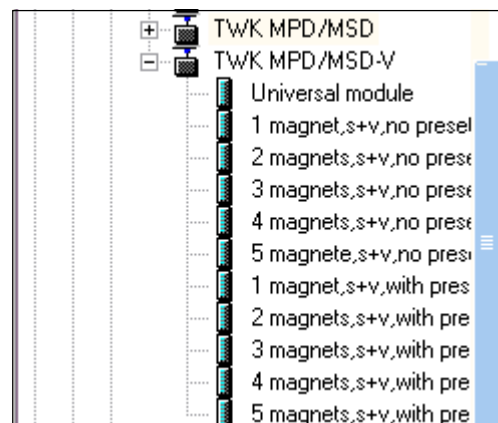 TWK MPD/MSD
TWK MPD/MSD-V
Universal module
1 magnet,s+v,no presel
2 magnets,s+v,no prese
3 magnets,s+v,no prese
4 magnets,s+v,no prese
5 magnete,s+v,no presi
1 magnet,s+v,with pres
2 magnets,s+v,with pre
3 magnets,s+v,with pre
4 magnets,s+v,with pre
5 magnets,s+v,with pre